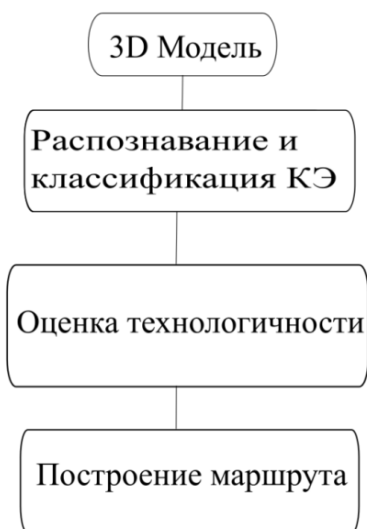 3D Модель
Распознавание и
классификация КЭ
Оценка технологичности
Построение маршрута